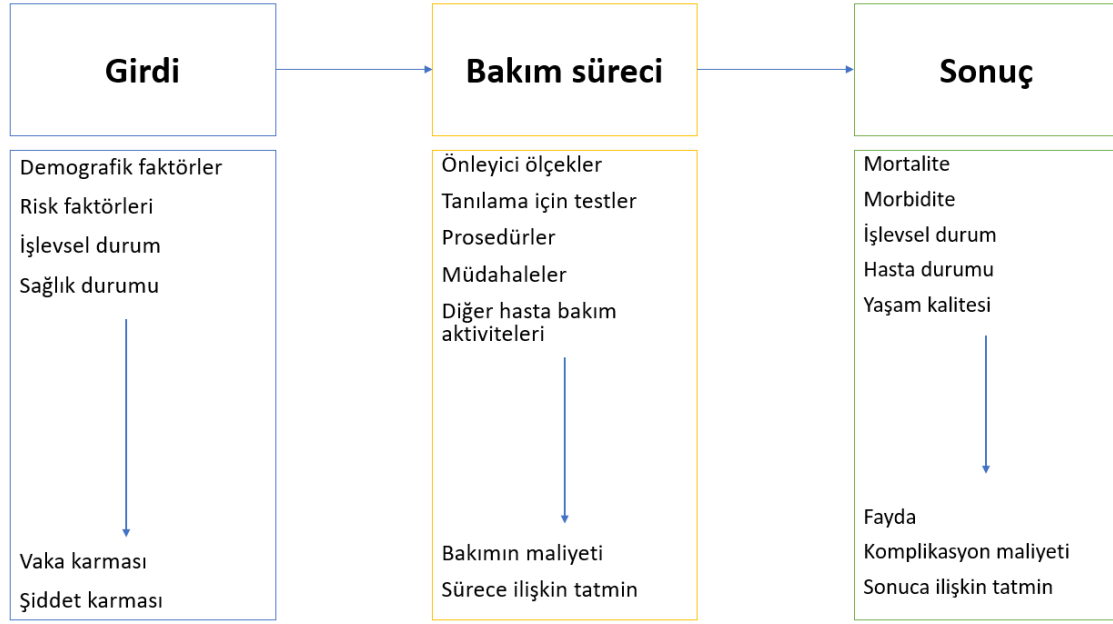 Girdi
Bakım süreci
Sonuç
Demografik faktörler
Risk faktörleri
İşlevsel durum
Sağlık durumu
Vaka karması
Şiddet karması
Önleyici ölçekler
Tanılama için testler
Prosedürler
Müdahaleler
Diğer hasta bakım
aktiviteleri
Bakımın maliyeti
Sürece ilişkin tatmin
Mortalite
Morbidite
İşlevsel durum
Hasta durumu
Yaşam kalitesi
Fayda
Komplikasyon maliyeti
Sonuca ilişkin tatmin